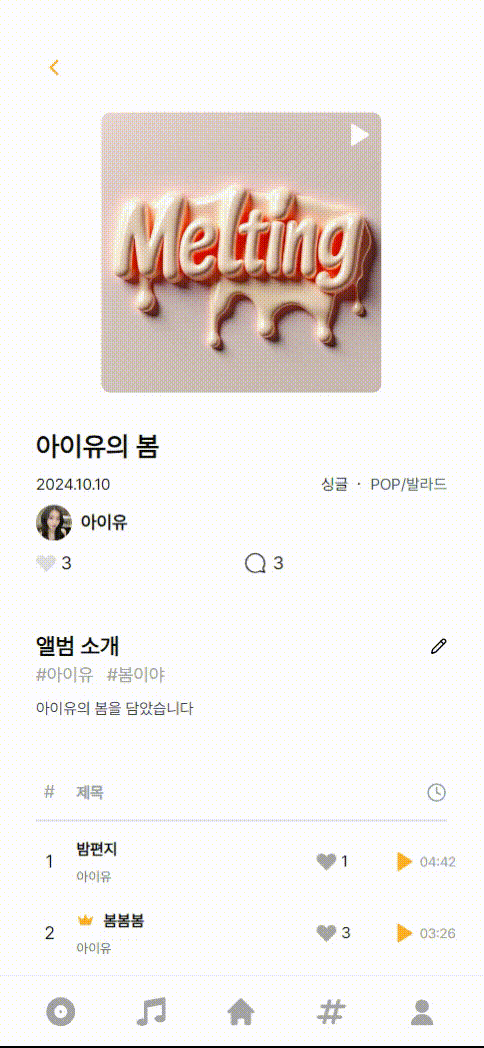 Melting
아이유의 봄
2024.10.10 싱글 · POP/발라드
아이유
3 3
앨범 소개
#아이유 #봄이야
아이유의 봄을 담았습니다
# 제목
1 밤편지 1 04:42
아이유
2 봄봄봄 3 03:26
아이유
#